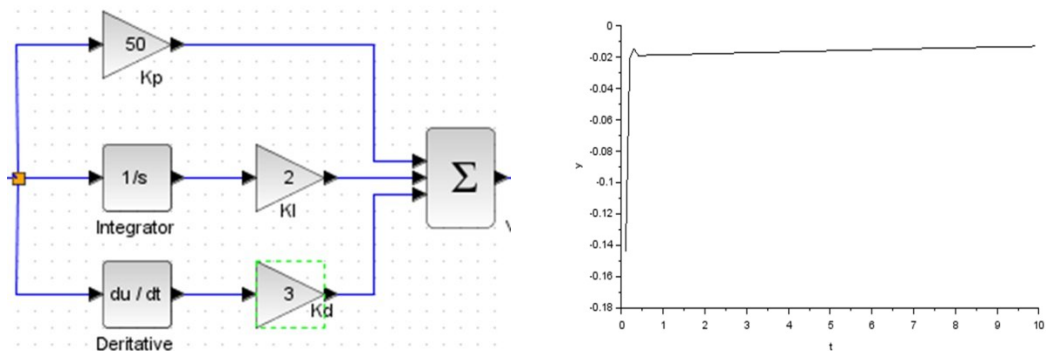 50
Kp
1/s
Integrator
2
KI
Σ
du / dt
Deritative
3
Kd
0
-0.02
-0.04
-0.06
-0.08
-0.1
-0.12
-0.14
-0.16
-0.18
y
0 1 2 3 4 5 6 7 8 9 10
t